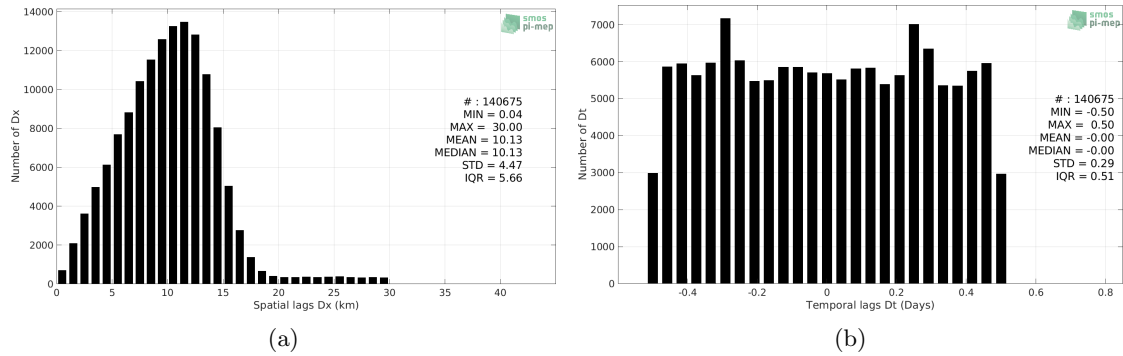 14000
12000
10000
8000
6000
4000
2000
0
Number of Dx
smos
pi-mep
# : 140675
MIN = 0.04
MAX = 30.00
MEAN = 10.13
MEDIAN = 10.13
STD = 4.47
IQR = 5.66
0 5 10 15 20 25 30 35 40
Spatial lags Dx (km)
(a)
7000
6000
5000
4000
3000
2000
1000
0
Number of Dt
smos
pi-mep
# : 140675
MIN = -0.50
MAX = 0.50
MEAN = -0.00
MEDIAN = -0.00
STD = 0.29
IQR = 0.51
-0.4 -0.2 0 0.2 0.4 0.6 0.8
Temporal lags Dt (Days)
(b)